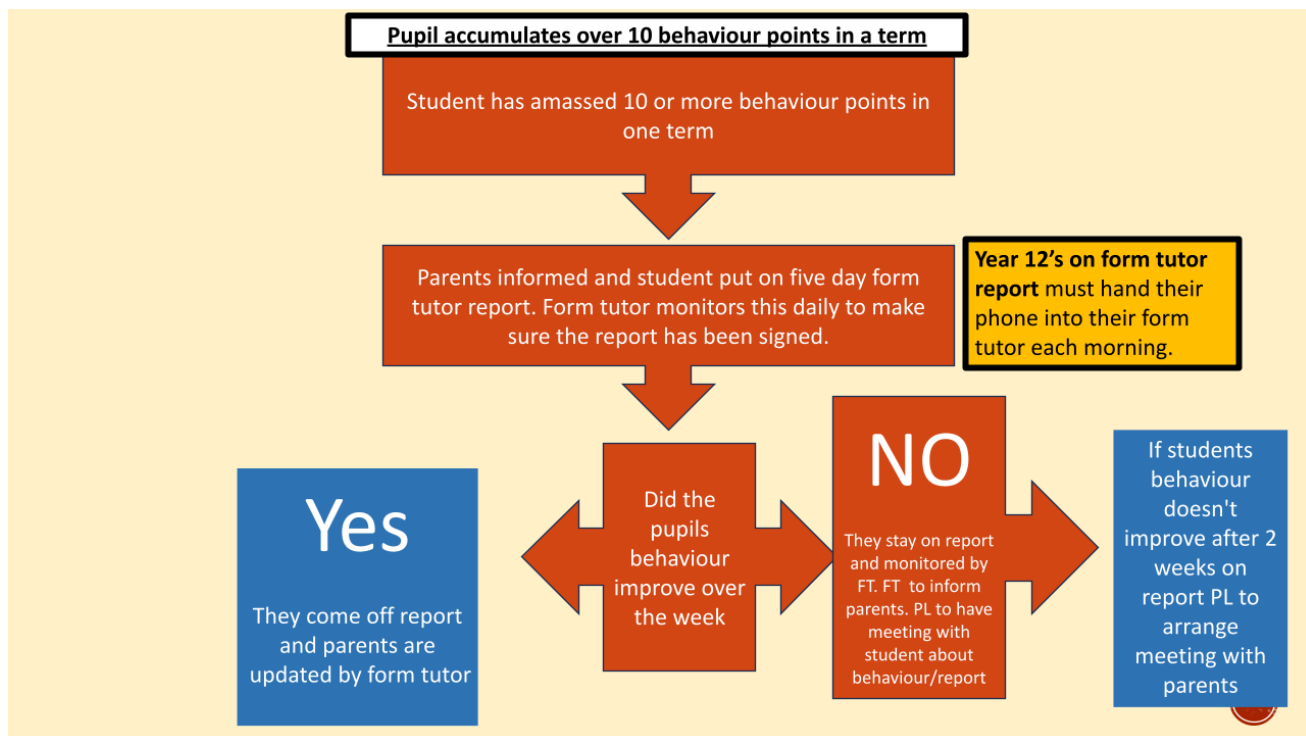 Pupil accumulates over 10 behaviour points in a term
Student has amassed 10 or more behaviour points in
one term
Parents informed and student put on five day form
tutor report. Form tutor monitors this daily to make
sure the report has been signed.
Year 12's on form tutor
report must hand their
phone into their form
tutor each morning.
Did the
pupils
behaviour
improve over
the week
Yes
They come off report
and parents are
updated by form tutor
NO
They stay on report
and monitored by
FT. FT to inform
parents. PL to have
meeting with
student about
behaviour/report
If students
behaviour
doesn't
improve after 2
weeks on
report PL to
arrange
meeting with
parents